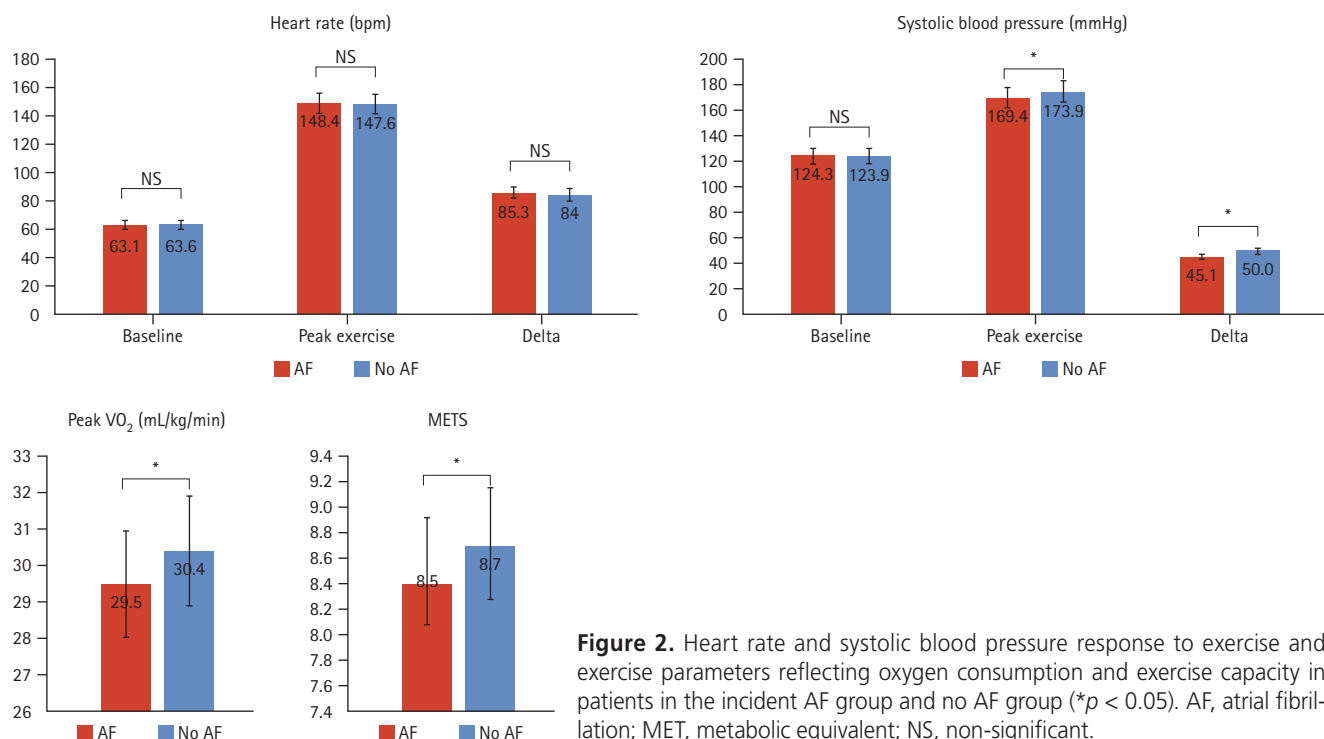 Heart rate (bpm)
180
160
140
120
100
80
60
40
20
0
NS
NS
NS
63.1
63.6
148.4
147.6
85.3
84
Baseline
Peak exercise
Delta
AF
No AF
Systolic blood pressure (mmHg)
200
180
160
140
120
100
80
60
40
20
0
NS
*
*
124.3
123.9
169.4
173.9
45.1
50.0
Baseline
Peak exercise
Delta
AF
No AF
Peak VO₂ (mL/kg/min)
33
32
31
30
29
28
27
26
*
29.5
30.4
AF
No AF
METS
9.4
9.2
9.0
8.8
8.6
8.4
8.2
8.0
7.8
7.6
7.4
*
8.5
8.7
AF
No AF
Figure 2. Heart rate and systolic blood pressure response to exercise and
exercise parameters reflecting oxygen consumption and exercise capacity in
patients in the incident AF group and no AF group (*p < 0.05). AF, atrial fibril-
lation; MET, metabolic equivalent; NS, non-significant.